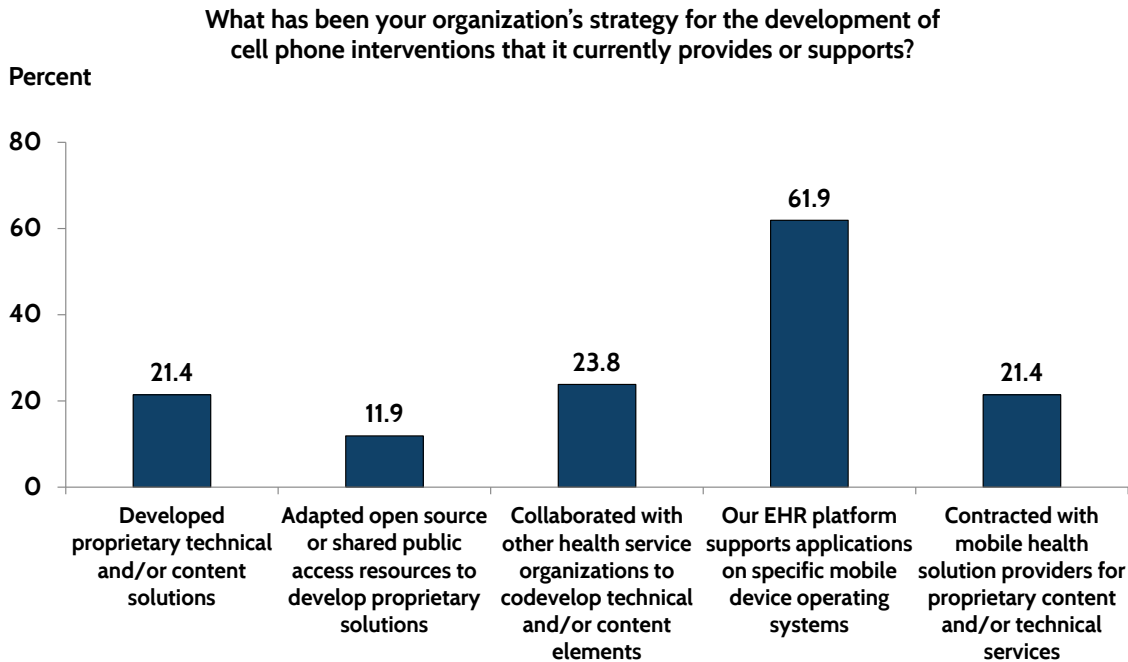 What has been your organization’s strategy for the development of
cell phone interventions that it currently provides or supports?
Percent
80
60
40
20
0
21.4
11.9
23.8
61.9
21.4
Developed
proprietary technical
and/or content
solutions
Adapted open source
or shared public
access resources to
develop proprietary
solutions
Collaborated with
other health service
organizations to
codevelop technical
and/or content
elements
Our EHR platform
supports applications
on specific mobile
device operating
systems
Contracted with
mobile health
solution providers for
proprietary content
and/or technical
services